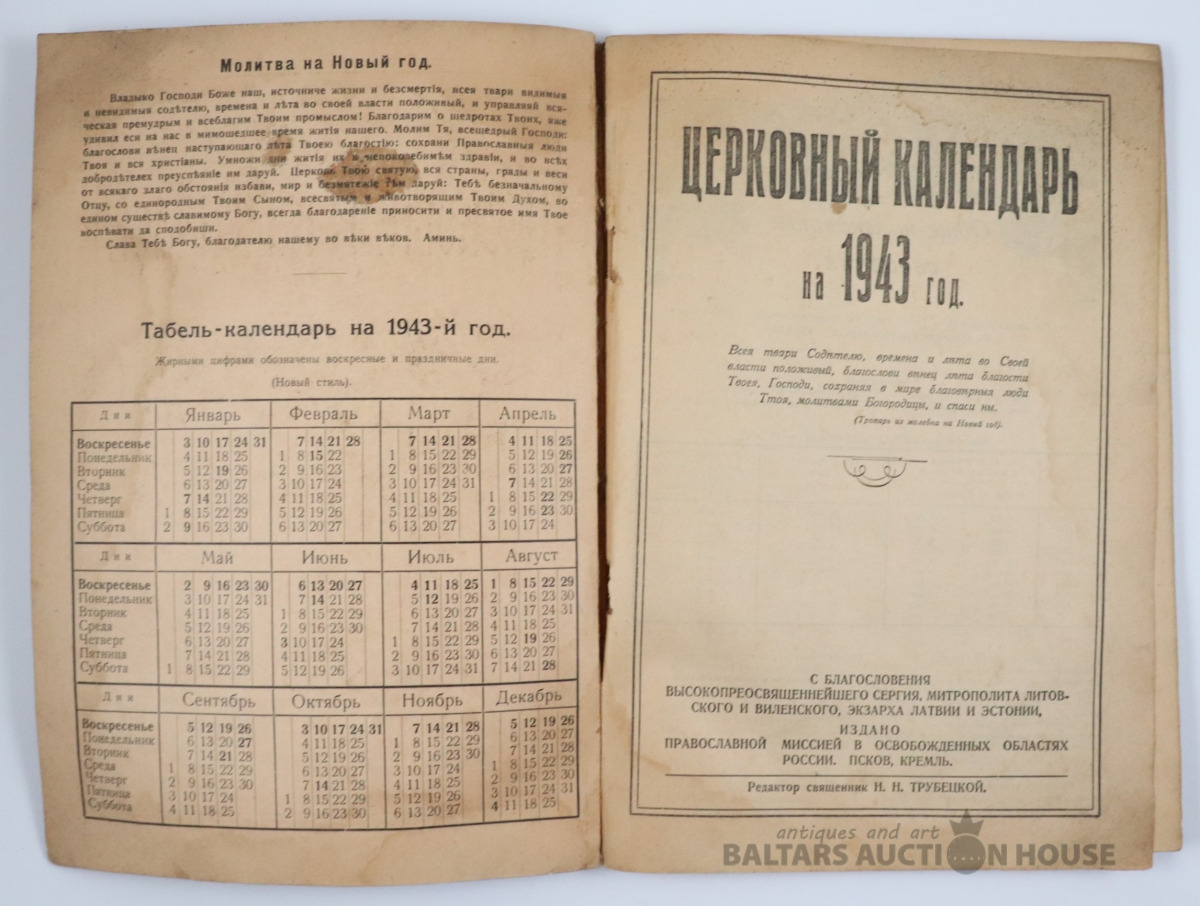 Молитва на Новый год.
Владыко Господи Боже наш, источниче жизни и безсмертія, всея твари видимыя
и невидимыя содѣтелю, времена и лѣта во своей власти положивый, и управляяй вся-
ческая премудрым и всеблагим Твоим промыслом! Благодарим о щедротах Твоих, яже
удивил еси на нас в мимошедшее время житія нашего. Молим Тя, всещедрый Господи:
благослови вѣнец наступающаго лѣта Твоею благостію: сохрани Православныя люди
Твоя и вся христіаны. Умножи дни житія их в непоколебимѣм здравіи, и во всѣх
добродѣтелех преуспѣяніе им даруй. Церковь Твою святую, вся страны, грады и веси
от всякаго злаго обстоянія избави, мир и безмятежіе тѣм даруй: Тебѣ безначальному
Отцу, со единородным Твоим Сыном, всесвятым и животворящим Твоим Духом, во
едином существѣ славимому Богу, всегда благодареніе приносити и пресвятое имя Твое
воспѣвати да сподобиши.
Слава Тебѣ Богу, благодателю нашему во вѣки вѣков. Аминь.
Табель-календарь на 1943-й год.
Жирными цифрами обозначены воскресные и праздничные дни.
(Новый стиль).
Дни Январь Февраль Март Апрель
Воскресенье 3 10 17 24 31 7 14 21 28 7 14 21 28 4 11 18 25
Понедельник 4 11 18 25 1 8 15 22 1 8 15 22 29 5 12 19 26
Вторник 5 12 19 26 2 9 16 23 2 9 16 23 30 6 13 20 27
Среда 6 13 20 27 3 10 17 24 3 10 17 24 31 7 14 21 28
Четверг 7 14 21 28 4 11 18 25 4 11 18 25 1 8 15 22 29
Пятница 1 8 15 22 29 5 12 19 26 5 12 19 26 2 9 16 23 30
Суббота 2 9 16 23 30 6 13 20 27 6 13 20 27 3 10 17 24
Дни Май Июнь Июль Август
Воскресенье 2 9 16 23 30 6 13 20 27 4 11 18 25 1 8 15 22 29
Понедельник 3 10 17 24 31 7 14 21 28 5 12 19 26 2 9 16 23 30
Вторник 4 11 18 25 1 8 15 22 29 6 13 20 27 3 10 17 24 31
Среда 5 12 19 26 2 9 16 23 30 7 14 21 28 4 11 18 25
Четверг 6 13 20 27 3 10 17 24 1 8 15 22 29 5 12 19 26
Пятница 7 14 21 28 4 11 18 25 2 9 16 23 30 6 13 20 27
Суббота 1 8 15 22 29 5 12 19 26 3 10 17 24 31 7 14 21 28
Дни Сентябрь Октябрь Ноябрь Декабрь
Воскресенье 5 12 19 26 3 10 17 24 31 7 14 21 28 5 12 19 26
Понедельник 6 13 20 27 4 11 18 25 1 8 15 22 29 6 13 20 27
Вторник 7 14 21 28 5 12 19 26 2 9 16 23 30 7 14 21 28
Среда 1 8 15 22 29 6 13 20 27 3 10 17 24 1 8 15 22 29
Четверг 2 9 16 23 30 7 14 21 28 4 11 18 25 2 9 16 23 30
Пятница 3 10 17 24 1 8 15 22 29 5 12 19 26 3 10 17 24 31
Суббота 4 11 18 25 2 9 16 23 30 6 13 20 27 4 11 18 25
ЦЕРКОВНЫЙ КАЛЕНДАРЬ
на 1943 год.
Всея твари Содѣтелю, времена и лѣта во Своей
власти положивый, благослови вѣнец лѣта благости
Твоея, Господи, сохраняя в мире благовѣрныя люди
Ттоя, молитвами Богородицы, и спаси ны.
(Тропарь из молебна на Новый год).
С БЛАГОСЛОВЕНИЯ
ВЫСОКОПРЕОСВЯЩЕННЕЙШЕГО СЕРГИЯ, МИТРОПОЛИТА ЛИТОВ-
СКОГО И ВИЛЕНСКОГО, ЭКЗАРХА ЛАТВИИ И ЭСТОНИИ,
ИЗДАНО
ПРАВОСЛАВНОЙ МИССИЕЙ В ОСВОБОЖДЕННЫХ ОБЛАСТЯХ
РОССИИ. ПСКОВ, КРЕМЛЬ.
Редактор священник Н. Н. ТРУБЕЦКОЙ.
antiques and art
BALTARS AUCTION HOUSE